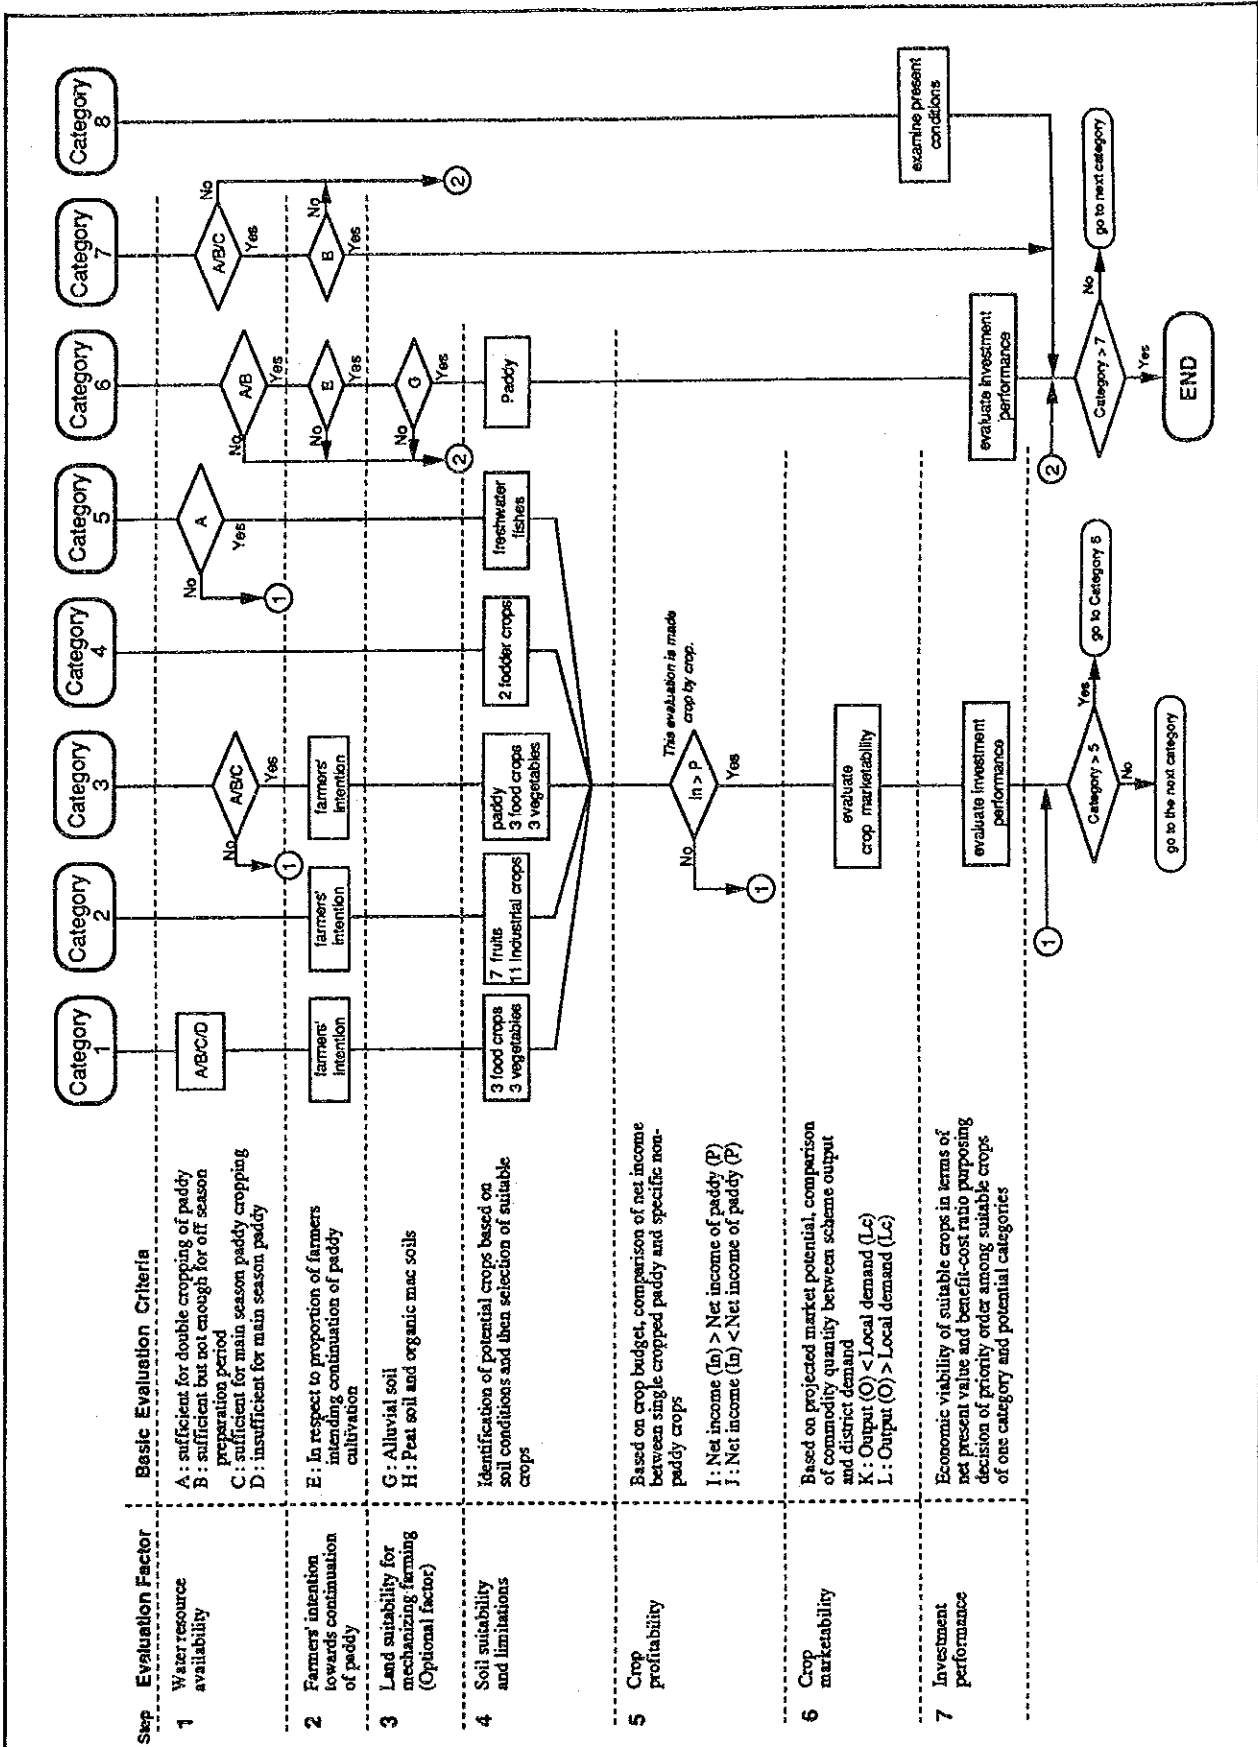 Step Evaluation Factor Basic Evaluation Criteria
Category 1
Category 2
Category 3
Category 4
Category 5
Category 6
Category 7
Category 8
1 Water resource
availability
A : sufficient for double cropping of paddy
B : sufficient but not enough for off season
preparation period
C : sufficient for main season paddy cropping
D : insufficient for main season paddy
A/B/C/D
A/B/C
No
Yes
1
A
No
Yes
1
A/B
No
Yes
A/B/C
No
Yes
2 Farmers' intention
towards continuation
of paddy
E : In respect to proportion of farmers
intending continuation of paddy
cultivation
farmers'
intention
farmers'
intention
farmers'
intention
E
No
Yes
B
No
Yes
2
3 Land suitability for
mechanizing farming
(Optional factor)
G : Alluvial soil
H : Peat soil and organic mac soils
G
No
Yes
2
4 Soil suitability
and limitations
Identification of potential crops based on
soil conditions and then selection of suitable
crops
3 food crops
3 vegetables
7 fruits
11 industrial crops
paddy
3 food crops
3 vegetables
2 fodder crops
freshwater
fishes
Paddy
5 Crop
profitability
Based on crop budget, comparison of net income
between single cropped paddy and specific non-
paddy crops
I : Net income (In) > Net income of paddy (P)
J : Net income (In) < Net income of paddy (P)
In > P
No
Yes
1
This evaluation is made
crop by crop.
6 Crop
marketability
Based on projected market potential, comparison
of commodity quantity between scheme output
and district demand
K : Output (O) < Local demand (Lc)
L : Output (O) > Local demand (Lc)
evaluate
crop marketability
examine present
conditions
7 Investment
performance
Economic viability of suitable crops in terms of
net present value and benefit-cost ratio purposing
decision of priority order among suitable crops
of one category and potential categories
evaluate investment
performance
evaluate investment
performance
1
Category > 5
Yes
go to Category 6
No
go to the next category
2
Category > 7
No
go to next category
Yes
END